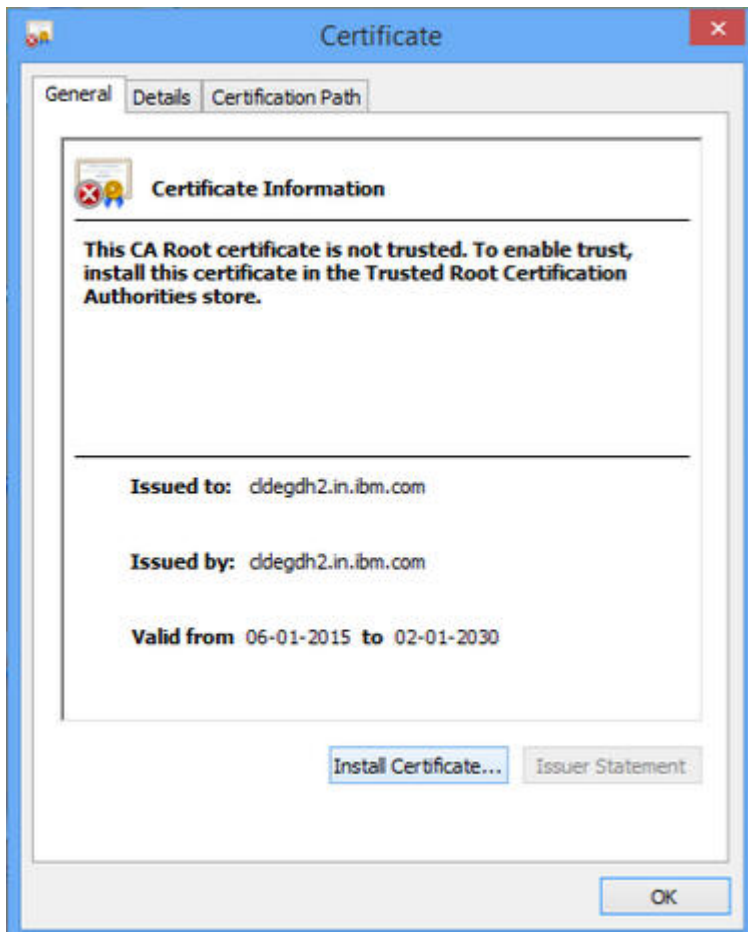 Certificate
General Details Certification Path
Certificate Information
This CA Root certificate is not trusted. To enable trust,
install this certificate in the Trusted Root Certification
Authorities store.
Issued to: cldegdh2.in.ibm.com
Issued by: cldegdh2.in.ibm.com
Valid from 06-01-2015 to 02-01-2030
Install Certificate... Issuer Statement
OK